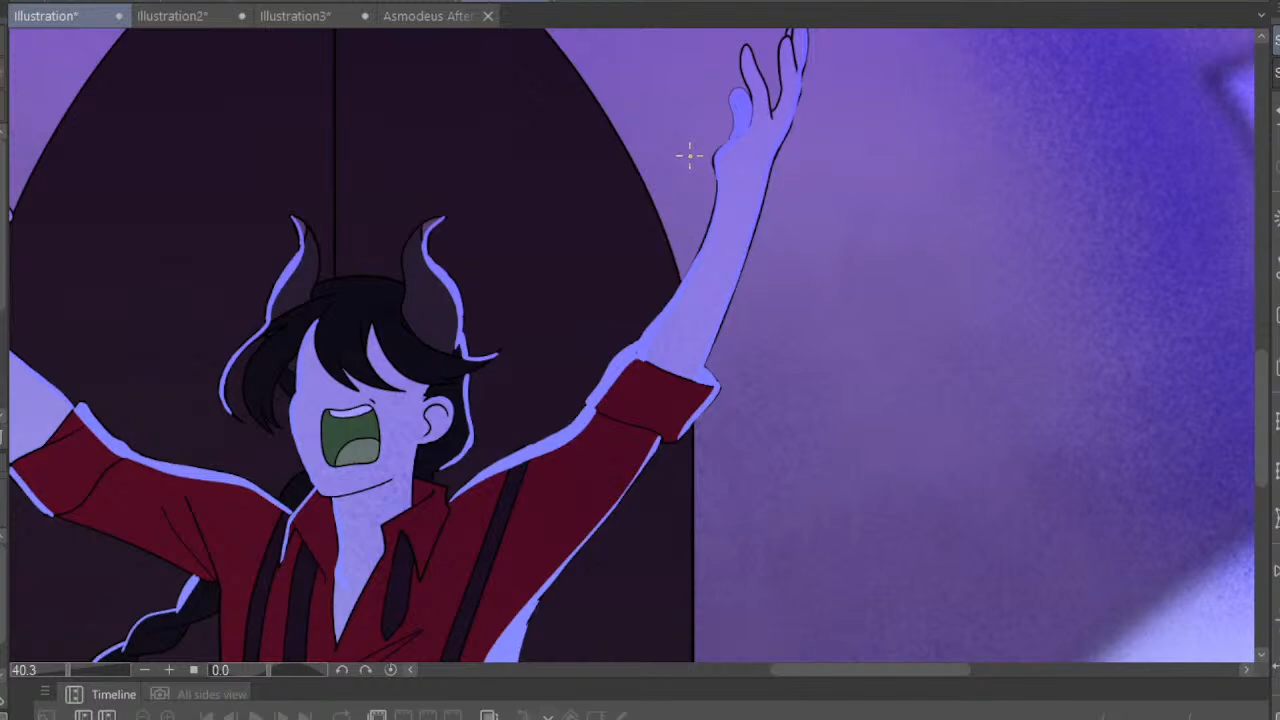 Illustration* Illustration2* Illustration3* Asmodeus After
40.3 0.0
Timeline All sides view